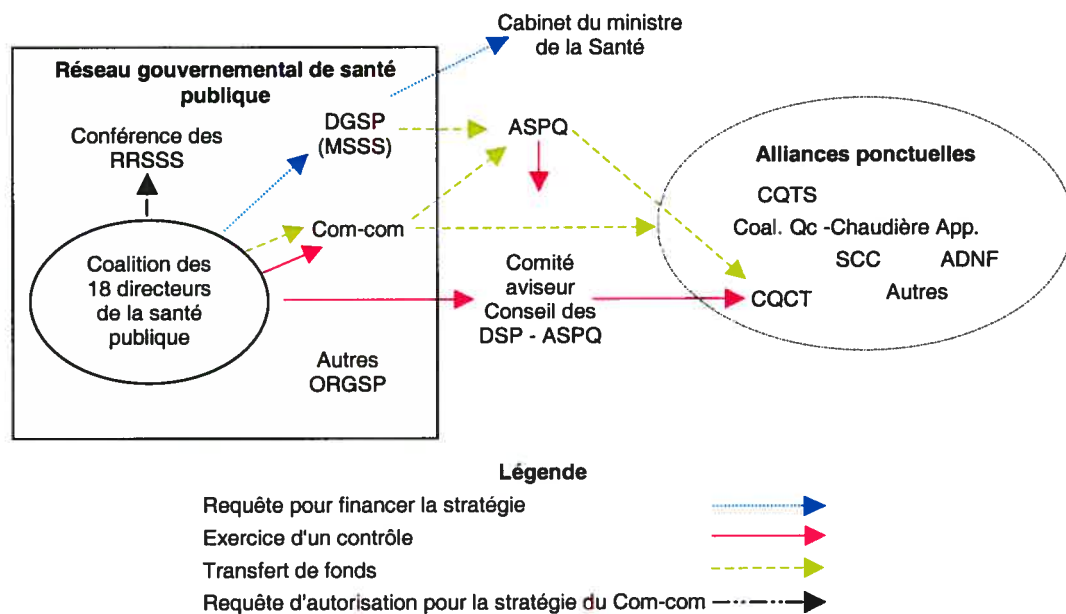 Cabinet du ministre
de la Santé
Réseau gouvernemental de santé
publique
Conférence des
RRSSS
DGSP
(MSSS)
ASPQ
Alliances ponctuelles
CQTS
Com-com
Coal. Qc -Chaudière App.
SCC ADNF
Coalition des
18 directeurs
de la santé
publique
Comité
aviseur
Conseil des
DSP - ASPQ
CQCT
Autres
Autres
ORGSP
Légende
Requête pour financer la stratégie
Exercice d'un contrôle
Transfert de fonds
Requête d'autorisation pour la stratégie du Com-com